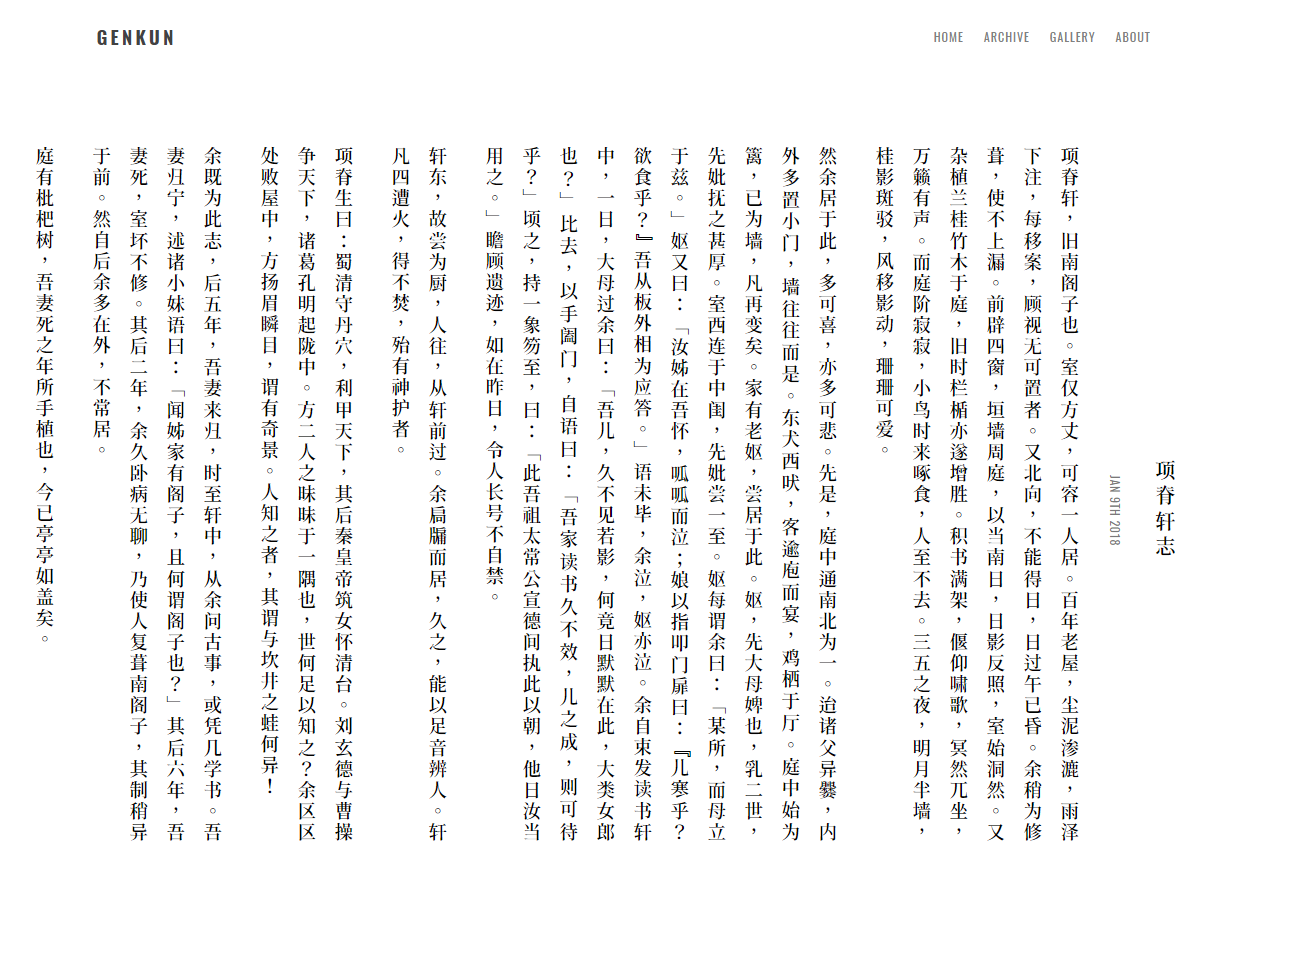 GENKUN
HOME ARCHIVE GALLERY ABOUT
项脊轩志
JAN 9TH 2018
项脊轩，旧南阁子也。室仅方丈，可容一人居。百年老屋，尘泥渗漉，雨泽
下注，每移案，顾视无可置者。又北向，不能得日，日过午已昏。余稍为修
葺，使不上漏。前辟四窗，垣墙周庭，以当南日，日影反照，室始洞然。又
杂植兰桂竹木于庭，旧时栏楯亦遂增胜。积书满架，偃仰啸歌，冥然兀坐，
万籁有声。而庭阶寂寂，小鸟时来啄食，人至不去。三五之夜，明月半墙，
桂影斑驳，风移影动，珊珊可爱。
然余居于此，多可喜，亦多可悲。先是，庭中通南北为一。迨诸父异爨，内
外多置小门，墙往往而是。东犬西吠，客逾庖而宴，鸡栖于厅。庭中始为
篱，已为墙，凡再变矣。家有老妪，尝居于此。妪，先大母婢也，乳二世，
先妣抚之甚厚。室西连于中闺，先妣尝一至。妪每谓余曰：「某所，而母立
于兹。」妪又曰：「汝姊在吾怀，呱呱而泣；娘以指叩门扉曰：『儿寒乎？
欲食乎？』吾从板外相为应答。」语未毕，余泣，妪亦泣。余自束发读书轩
中，一日，大母过余曰：「吾儿，久不见若影，何竟日默默在此，大类女郎
也？」比去，以手阖门，自语曰：「吾家读书久不效，儿之成，则可待
乎？」顷之，持一象笏至，曰：「此吾祖太常公宣德间执此以朝，他日汝当
用之。」瞻顾遗迹，如在昨日，令人长号不自禁。
轩东，故尝为厨，人往，从轩前过。余扃牖而居，久之，能以足音辨人。轩
凡四遭火，得不焚，殆有神护者。
项脊生曰：蜀清守丹穴，利甲天下，其后秦皇帝筑女怀清台。刘玄德与曹操
争天下，诸葛孔明起陇中。方二人之昧昧于一隅也，世何足以知之？余区区
处败屋中，方扬眉瞬目，谓有奇景。人知之者，其谓与坎井之蛙何异！
余既为此志，后五年，吾妻来归，时至轩中，从余问古事，或凭几学书。吾
妻归宁，述诸小妹语曰：「闻姊家有阁子，且何谓阁子也？」其后六年，吾
妻死，室坏不修。其后二年，余久卧病无聊，乃使人复葺南阁子，其制稍异
于前。然自后余多在外，不常居。
庭有枇杷树，吾妻死之年所手植也，今已亭亭如盖矣。